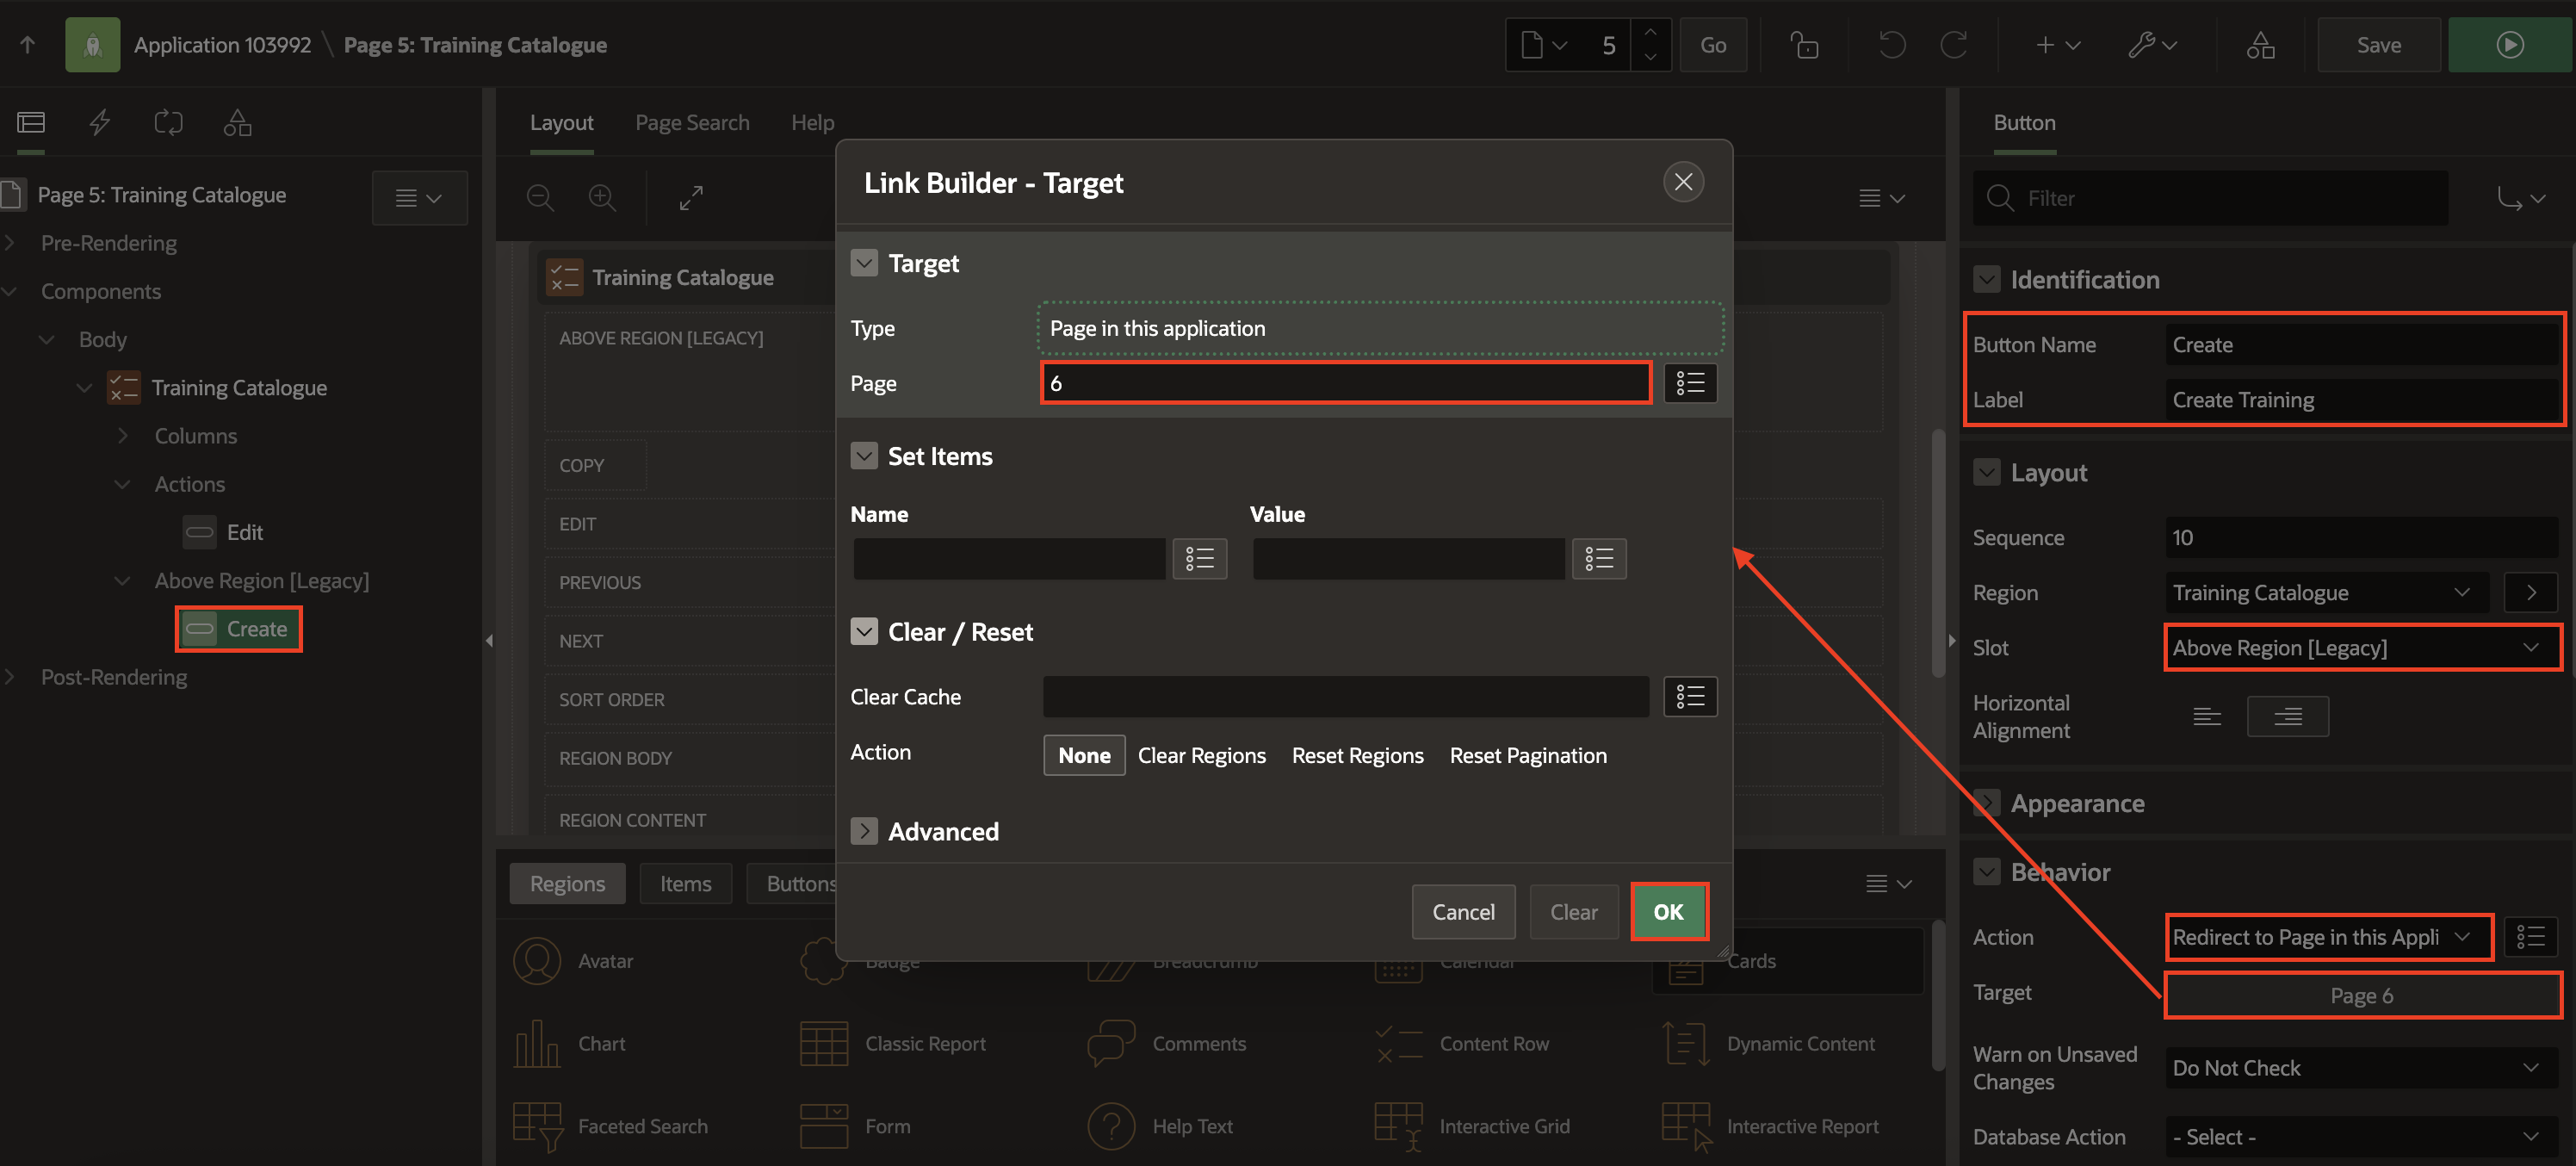 Application 103992 \ Page 5: Training Catalogue
5
Go
Save
Layout
Page Search
Help
Button
Page 5: Training Catalogue
Pre-Rendering
Components
Body
Training Catalogue
Columns
Actions
Edit
Above Region [Legacy]
Create
Post-Rendering
Training Catalogue
ABOVE REGION [LEGACY]
COPY
EDIT
PREVIOUS
NEXT
SORT ORDER
REGION BODY
REGION CONTENT
Regions
Items
Buttons
Avatar
Badge
Breadcrumb
Calendar
Cards
Chart
Classic Report
Comments
Content Row
Dynamic Content
Faceted Search
Form
Help Text
Interactive Grid
Interactive Report
Link Builder - Target
Target
Type
Page in this application
Page
6
Set Items
Name
Value
Clear / Reset
Clear Cache
Action
None
Clear Regions
Reset Regions
Reset Pagination
Advanced
Cancel
Clear
OK
Filter
Identification
Button Name
Create
Label
Create Training
Layout
Sequence
10
Region
Training Catalogue
Slot
Above Region [Legacy]
Horizontal
Alignment
Appearance
Behavior
Action
Redirect to Page in this Appli
Target
Page 6
Warn on Unsaved
Changes
Do Not Check
Database Action
- Select -